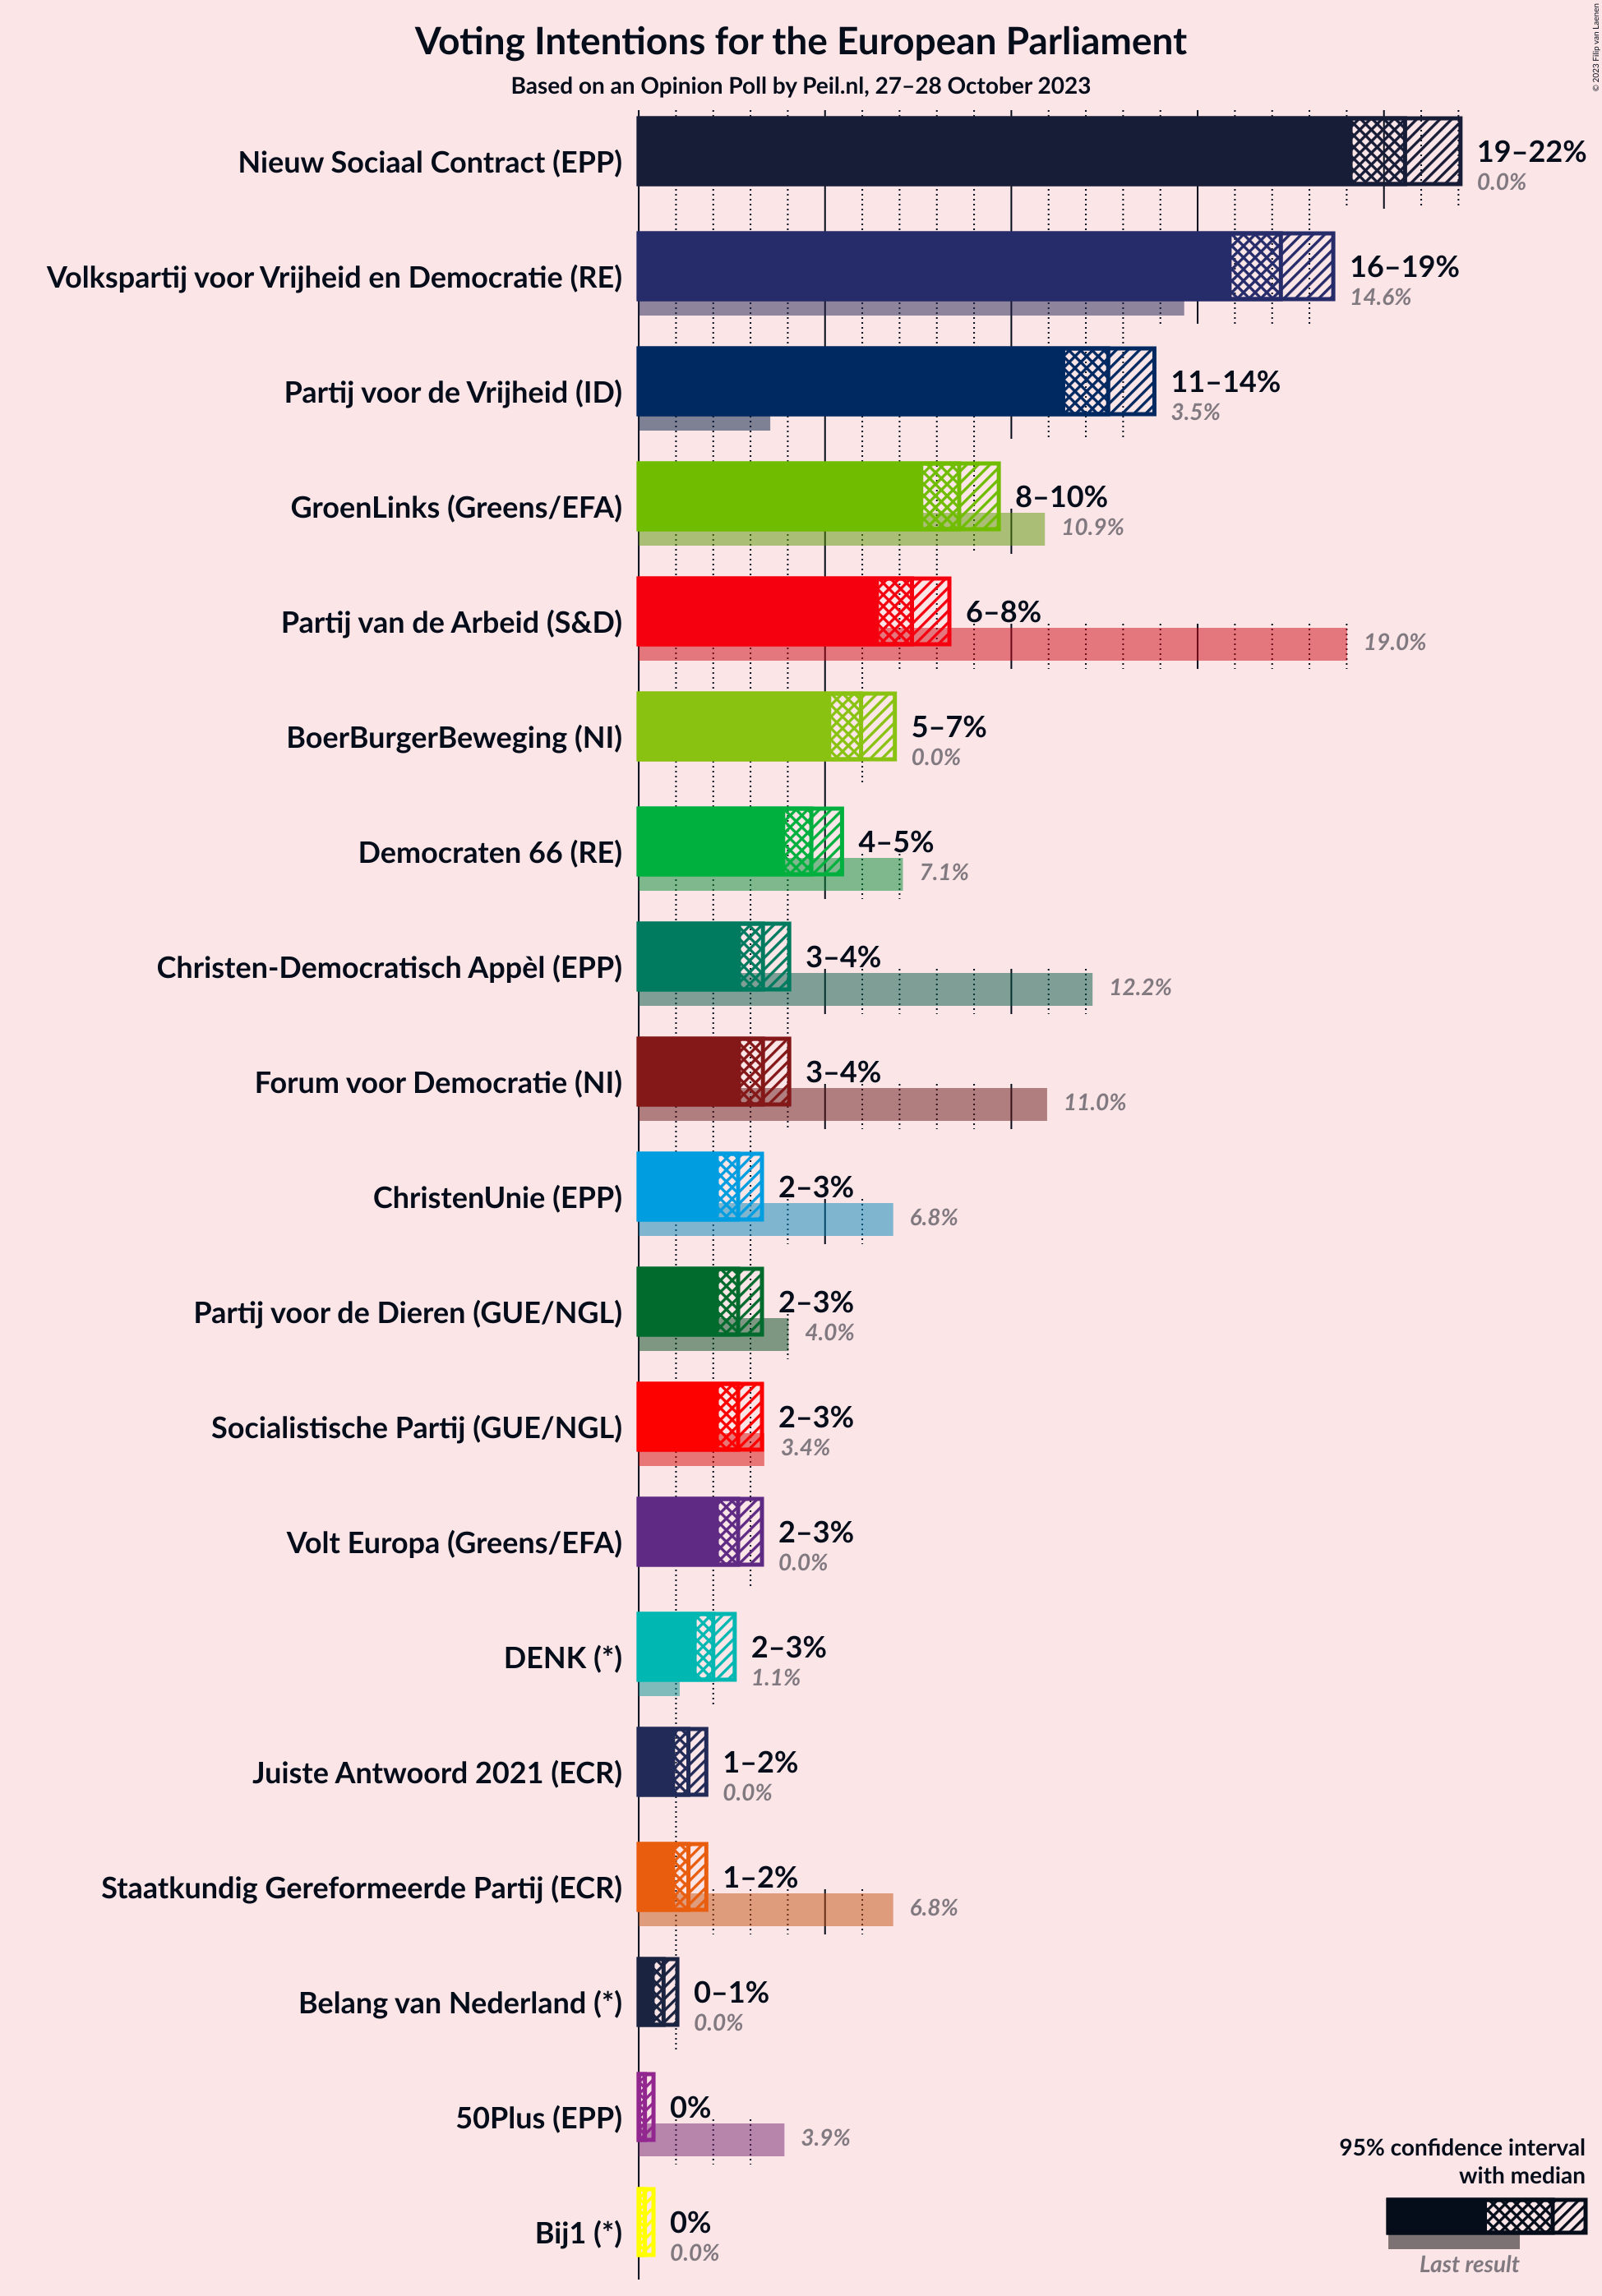 Voting Intentions for the European Parliament
Based on an Opinion Poll by Peil.nl, 27–28 October 2023
© 2023 Filip van Laenen
Nieuw Sociaal Contract (EPP)
19–22%
0.0%
Volkspartij voor Vrijheid en Democratie (RE)
16–19%
14.6%
Partij voor de Vrijheid (ID)
11–14%
3.5%
GroenLinks (Greens/EFA)
8–10%
10.9%
Partij van de Arbeid (S&D)
6–8%
19.0%
BoerBurgerBeweging (NI)
5–7%
0.0%
Democraten 66 (RE)
4–5%
7.1%
Christen-Democratisch Appèl (EPP)
3–4%
12.2%
Forum voor Democratie (NI)
3–4%
11.0%
ChristenUnie (EPP)
2–3%
6.8%
Partij voor de Dieren (GUE/NGL)
2–3%
4.0%
Socialistische Partij (GUE/NGL)
2–3%
3.4%
Volt Europa (Greens/EFA)
2–3%
0.0%
DENK (*)
2–3%
1.1%
Juiste Antwoord 2021 (ECR)
1–2%
0.0%
Staatkundig Gereformeerde Partij (ECR)
1–2%
6.8%
Belang van Nederland (*)
0–1%
0.0%
50Plus (EPP)
0%
3.9%
Bij1 (*)
0%
0.0%
95% confidence interval
with median
Last result